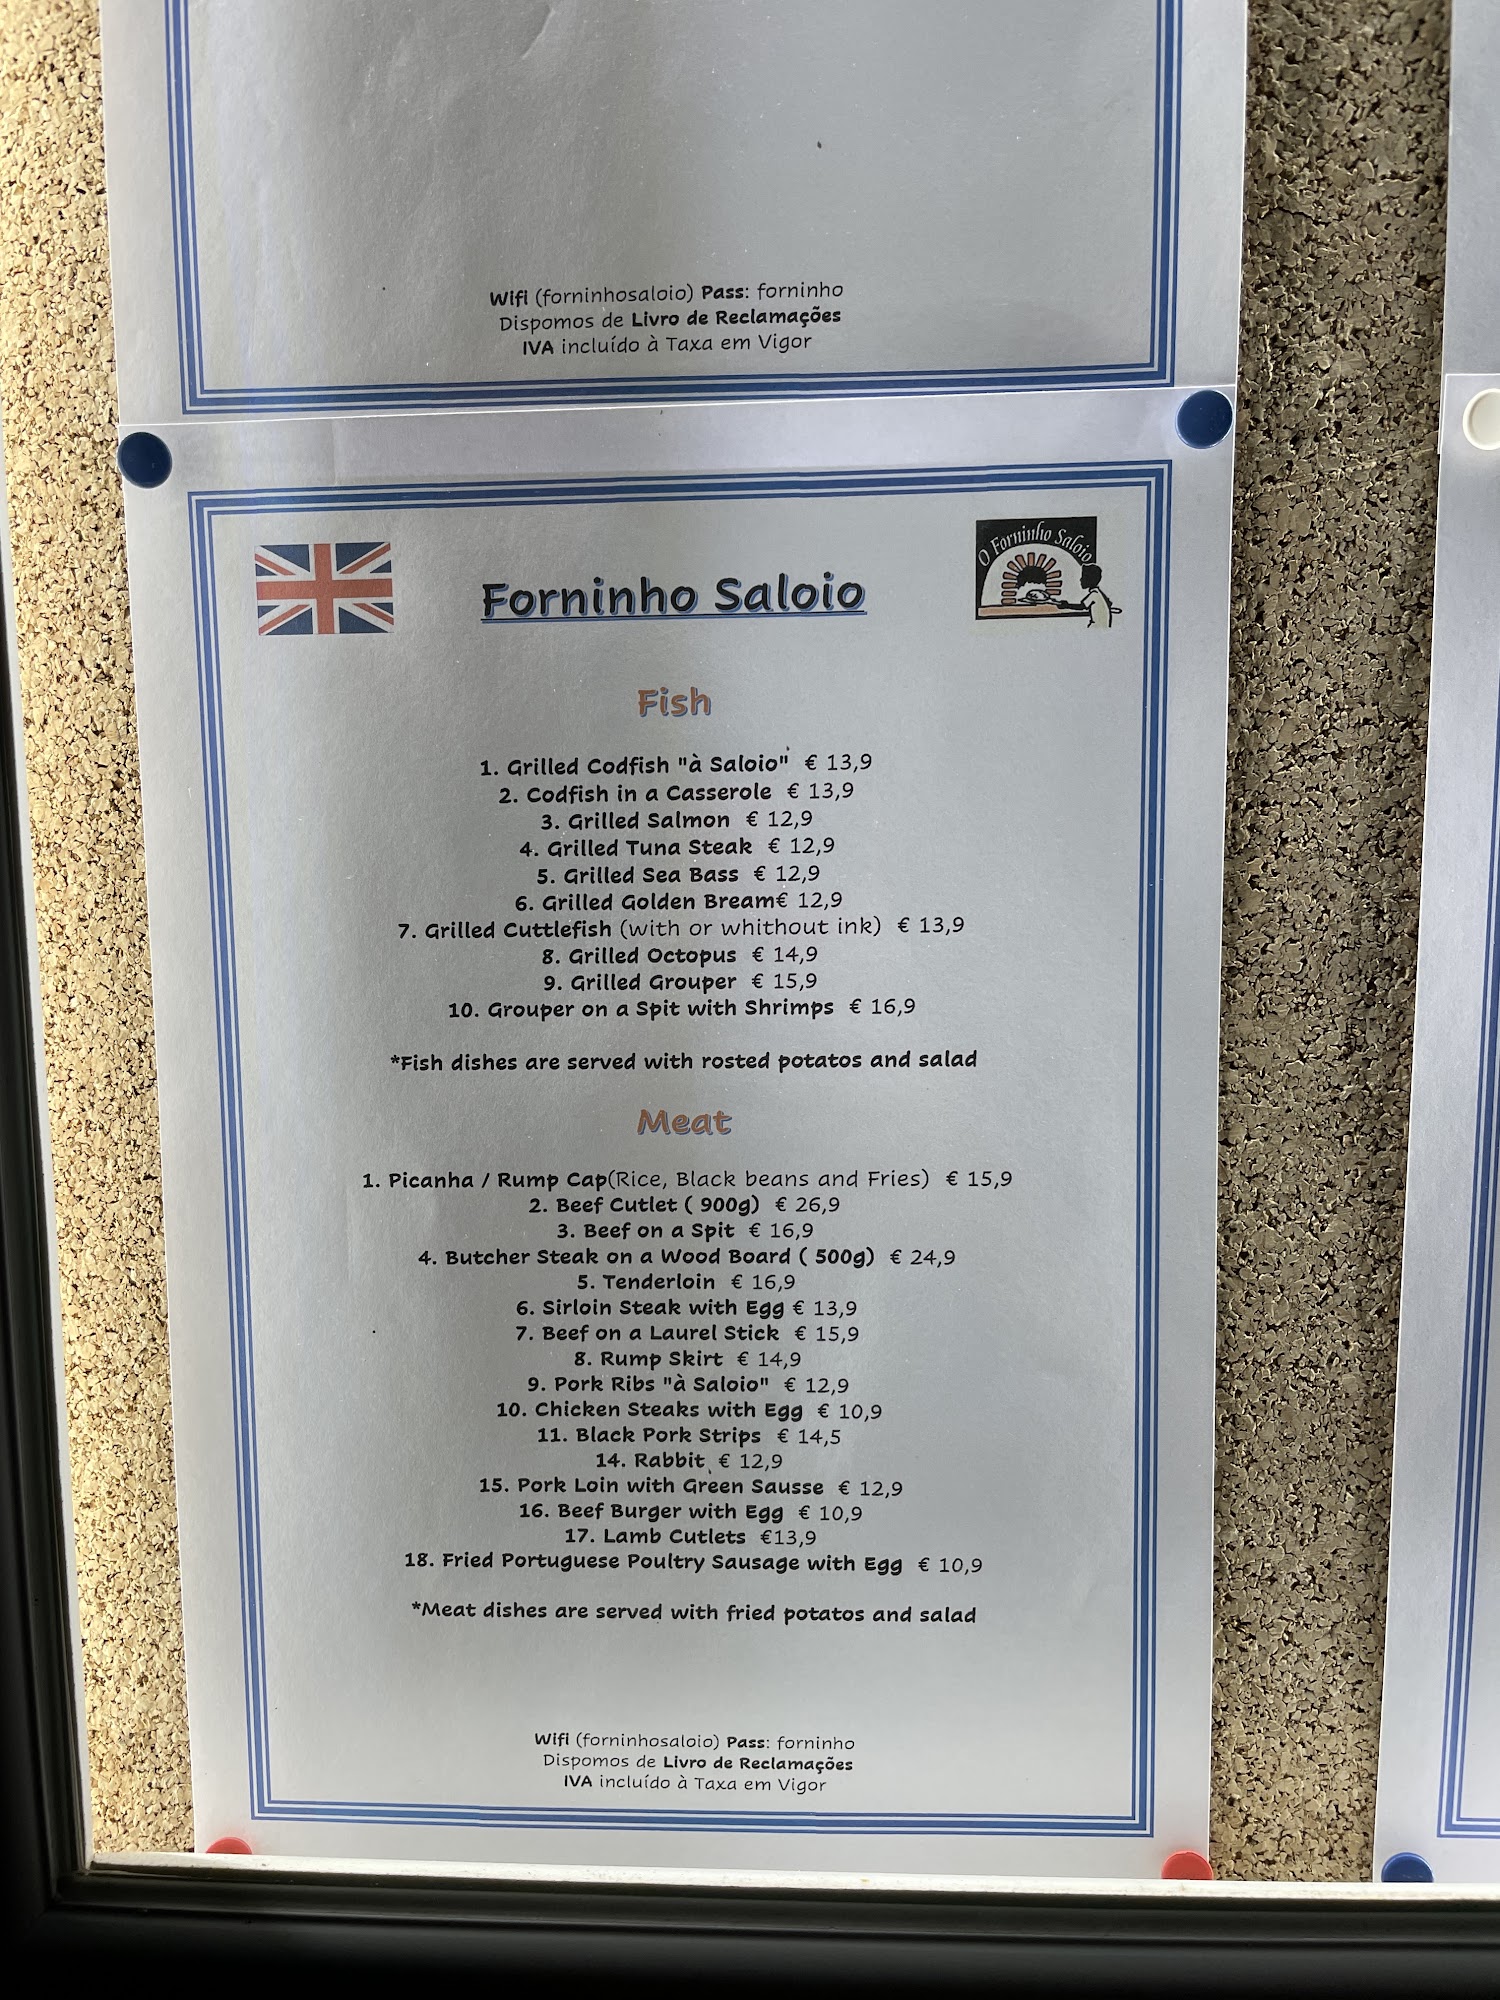 Wifi (forninhosaloio) Pass: forninho
Dispomos de Livro de Reclamações
IVA incluído à Taxa em Vigor
Forninho Saloio
O Forninho Saloio
Fish
1. Grilled Codfish "à Saloio" € 13,9
2. Codfish in a Casserole € 13,9
3. Grilled Salmon € 12,9
4. Grilled Tuna Steak € 12,9
5. Grilled Sea Bass € 12,9
6. Grilled Golden Bream€ 12,9
7. Grilled Cuttlefish (with or whithout ink) € 13,9
8. Grilled Octopus € 14,9
9. Grilled Grouper € 15,9
10. Grouper on a Spit with Shrimps € 16,9
*Fish dishes are served with rosted potatos and salad
Meat
1. Picanha / Rump Cap(Rice, Black beans and Fries) € 15,9
2. Beef Cutlet ( 900g) € 26,9
3. Beef on a Spit € 16,9
4. Butcher Steak on a Wood Board ( 500g) € 24,9
5. Tenderloin € 16,9
6. Sirloin Steak with Egg € 13,9
7. Beef on a Laurel Stick € 15,9
8. Rump Skirt € 14,9
9. Pork Ribs "à Saloio" € 12,9
10. Chicken Steaks with Egg € 10,9
11. Black Pork Strips € 14,5
14. Rabbit € 12,9
15. Pork Loin with Green Sausse € 12,9
16. Beef Burger with Egg € 10,9
17. Lamb Cutlets €13,9
18. Fried Portuguese Poultry Sausage with Egg € 10,9
*Meat dishes are served with fried potatos and salad
Wifi (forninhosaloio) Pass: forninho
Dispomos de Livro de Reclamações
IVA incluído à Taxa em Vigor